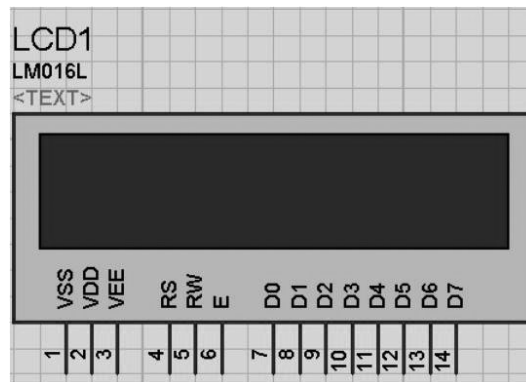 LCD1
LM016L
<TEXT>
VSS VDD VEE RS RW E D0 D1 D2 D3 D4 D5 D6 D7
1 2 3 4 5 6 7 8 9 10 11 12 13 14